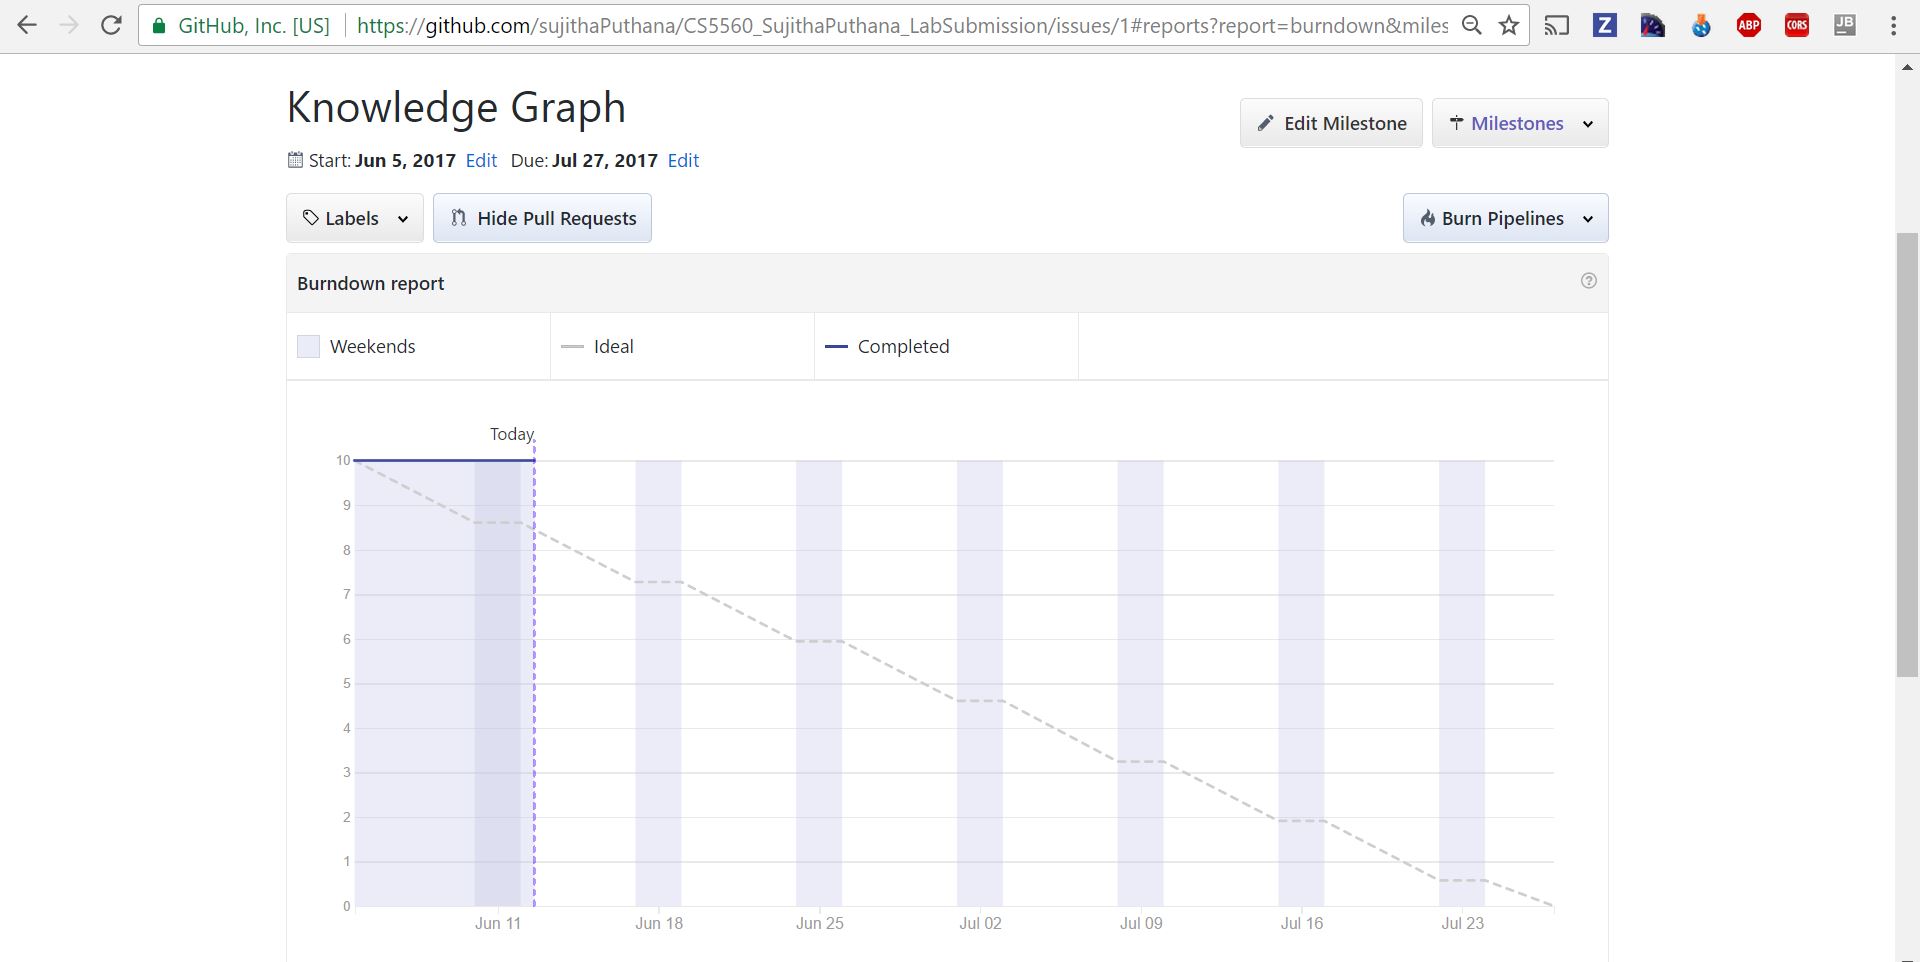 GitHub, Inc. [US] https://github.com/sujithaPuthana/CS5560_SujithaPuthana_LabSubmission/issues/1#reports?report=burndown&miles
Z ABP CORS JB
Knowledge Graph
Edit Milestone Milestones
Start: Jun 5, 2017 Edit Due: Jul 27, 2017 Edit
Labels Hide Pull Requests Burn Pipelines
Burndown report ?
Weekends Ideal Completed
Today
10
9
8
7
6
5
4
3
2
1
0
Jun 11 Jun 18 Jun 25 Jul 02 Jul 09 Jul 16 Jul 23